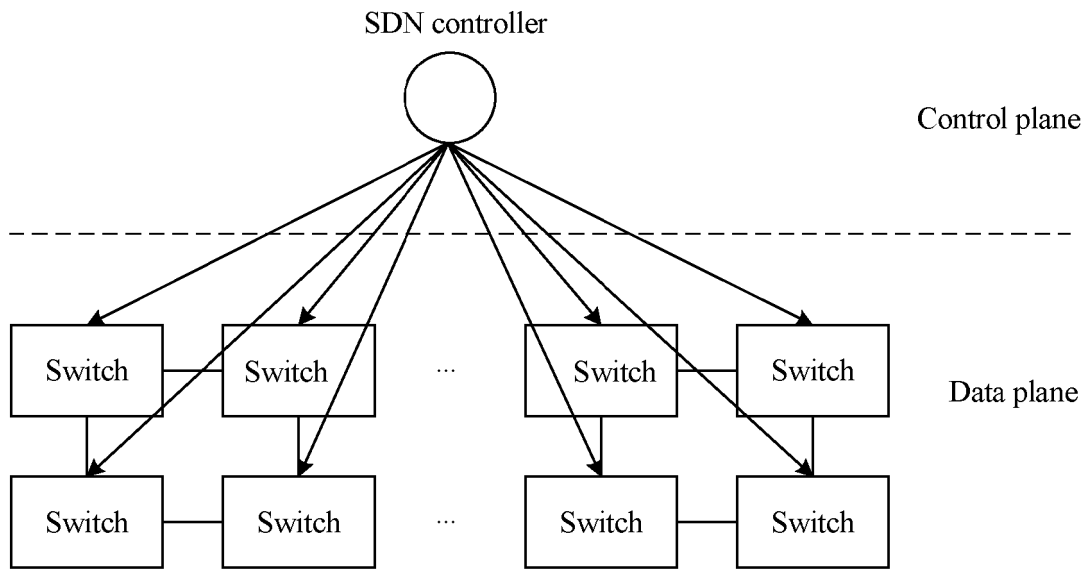 SDN controller
Control plane
Switch Switch ... Switch Switch
Data plane
Switch Switch ... Switch Switch